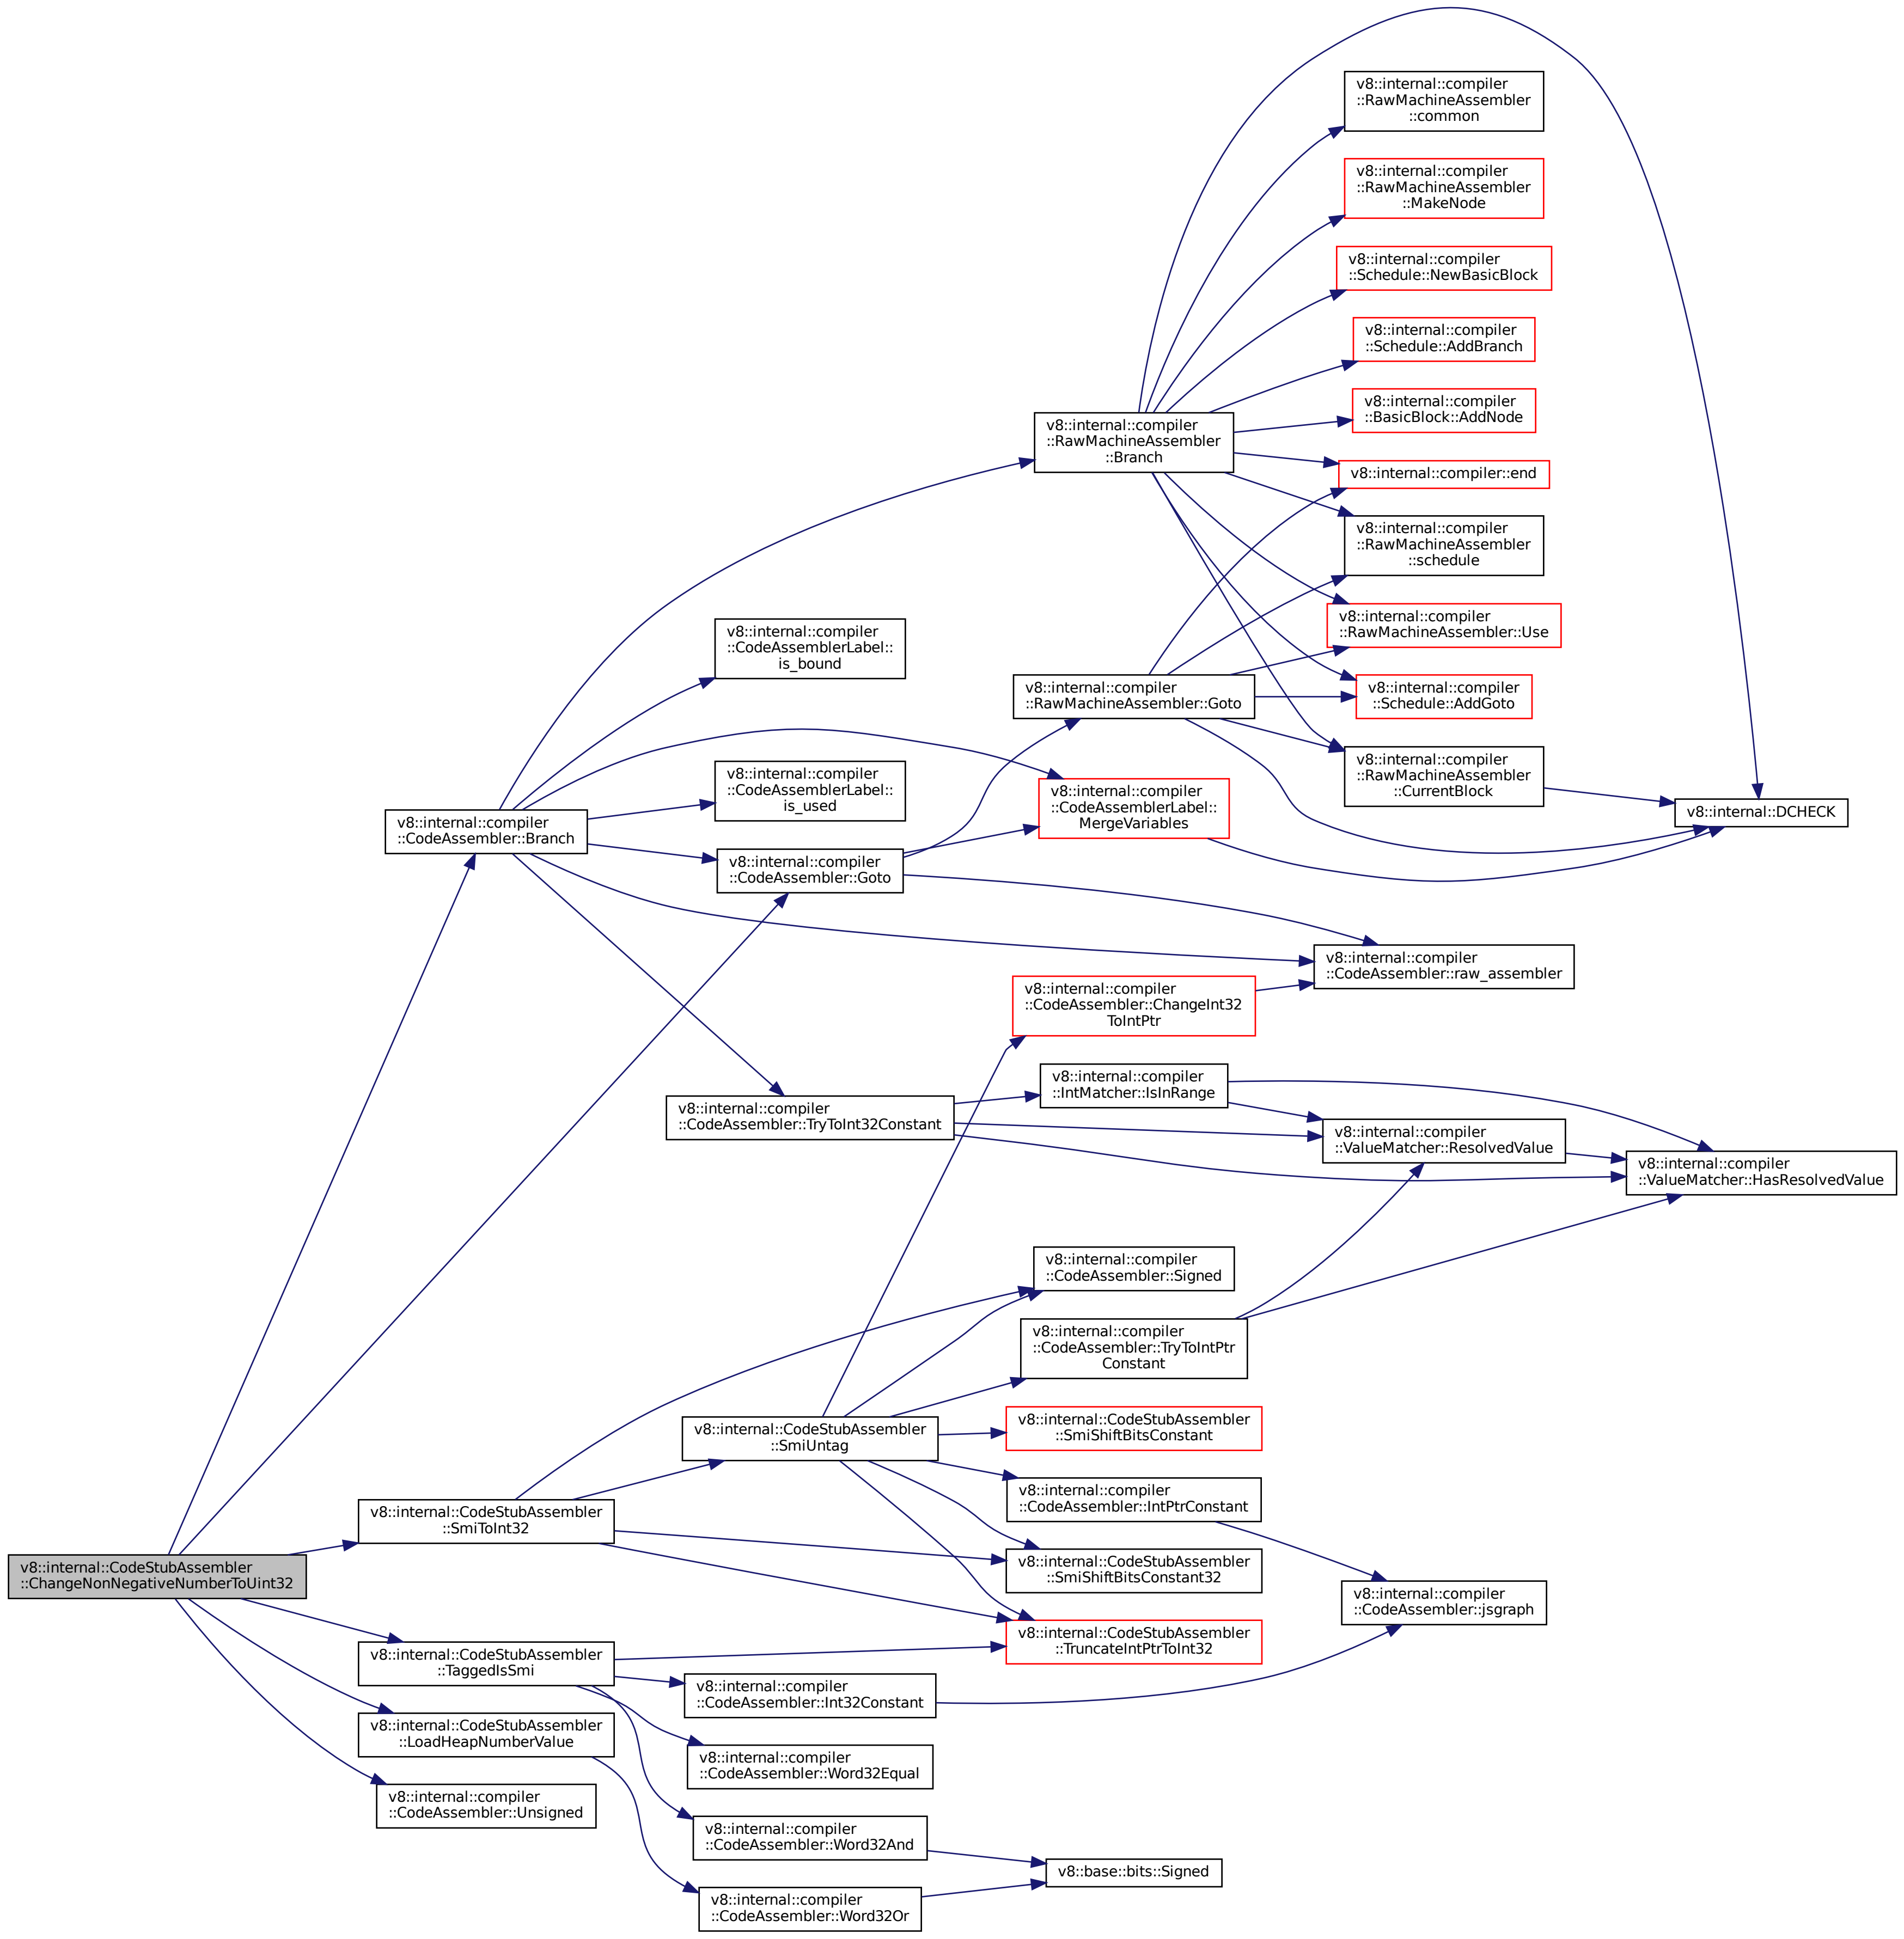 v8::internal::compiler
::RawMachineAssembler
::common
v8::internal::compiler
::RawMachineAssembler
::MakeNode
v8::internal::compiler
::Schedule::NewBasicBlock
v8::internal::compiler
::Schedule::AddBranch
v8::internal::compiler
::BasicBlock::AddNode
v8::internal::compiler
::RawMachineAssembler
::Branch
v8::internal::compiler::end
v8::internal::compiler
::RawMachineAssembler
::schedule
v8::internal::compiler
::RawMachineAssembler::Use
v8::internal::compiler
::CodeAssemblerLabel::
is_bound
v8::internal::compiler
::RawMachineAssembler::Goto
v8::internal::compiler
::Schedule::AddGoto
v8::internal::compiler
::RawMachineAssembler
::CurrentBlock
v8::internal::compiler
::CodeAssemblerLabel::
is_used
v8::internal::compiler
::CodeAssemblerLabel::
MergeVariables
v8::internal::DCHECK
v8::internal::compiler
::CodeAssembler::Branch
v8::internal::compiler
::CodeAssembler::Goto
v8::internal::compiler
::CodeAssembler::raw_assembler
v8::internal::compiler
::CodeAssembler::ChangeInt32
ToIntPtr
v8::internal::compiler
::IntMatcher::IsInRange
v8::internal::compiler
::CodeAssembler::TryToInt32Constant
v8::internal::compiler
::ValueMatcher::ResolvedValue
v8::internal::compiler
::ValueMatcher::HasResolvedValue
v8::internal::compiler
::CodeAssembler::Signed
v8::internal::compiler
::CodeAssembler::TryToIntPtr
Constant
v8::internal::CodeStubAssembler
::SmiUntag
v8::internal::CodeStubAssembler
::SmiShiftBitsConstant
v8::internal::compiler
::CodeAssembler::IntPtrConstant
v8::internal::CodeStubAssembler
::SmiToInt32
v8::internal::CodeStubAssembler
::SmiShiftBitsConstant32
v8::internal::CodeStubAssembler
::ChangeNonNegativeNumberToUint32
v8::internal::compiler
::CodeAssembler::jsgraph
v8::internal::CodeStubAssembler
::TruncateIntPtrToInt32
v8::internal::CodeStubAssembler
::TaggedIsSmi
v8::internal::compiler
::CodeAssembler::Int32Constant
v8::internal::CodeStubAssembler
::LoadHeapNumberValue
v8::internal::compiler
::CodeAssembler::Word32Equal
v8::internal::compiler
::CodeAssembler::Unsigned
v8::internal::compiler
::CodeAssembler::Word32And
v8::base::bits::Signed
v8::internal::compiler
::CodeAssembler::Word32Or